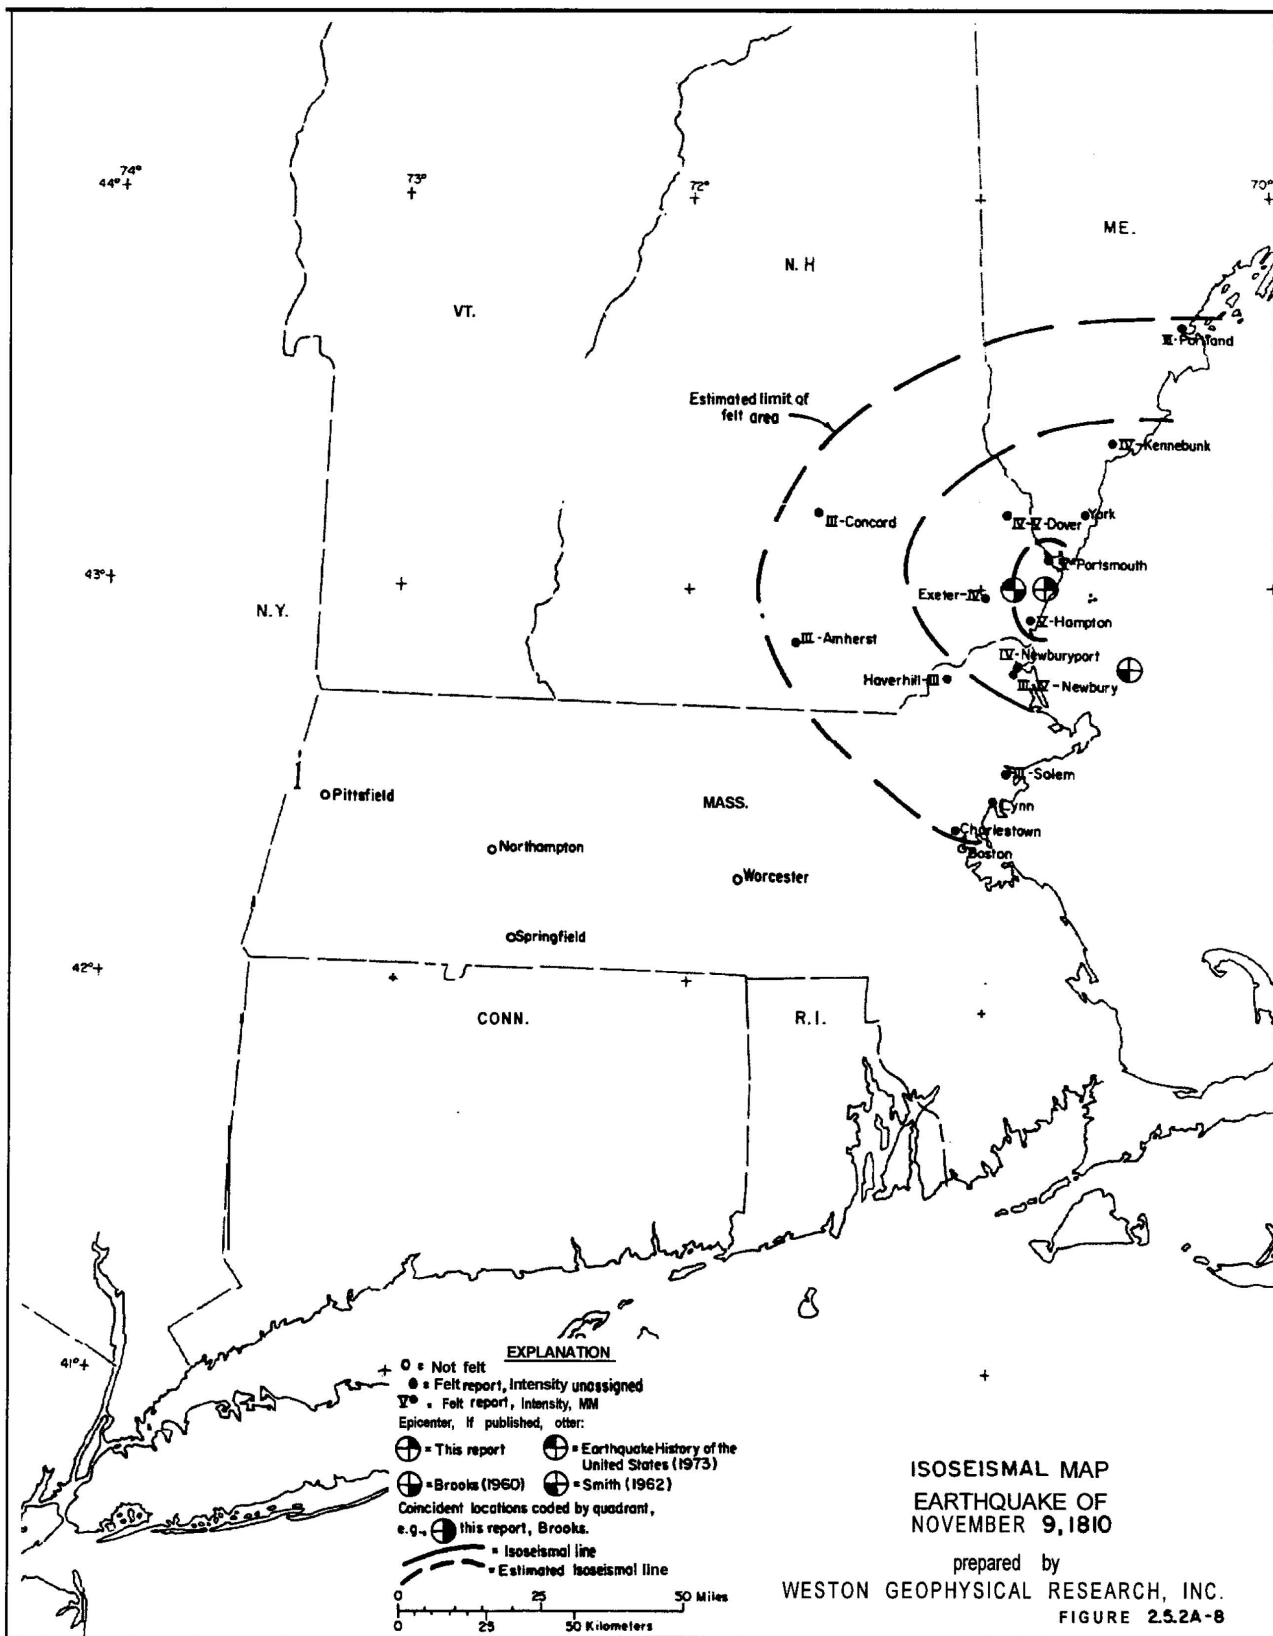 74°
44°
73°
72°
70°
ME.
N. H
VT.
III-Portland
Estimated limit of
felt area
IV-Kennebunk
III-Concord
IV-V-Dover
York
43°
V-Portsmouth
N.Y.
Exeter-IV
V-Hampton
III-Amherst
IV-Newburyport
Haverhill-III
III-IV-Newbury
III-Salem
Pittsfield
MASS.
Lynn
Charlestown
Northampton
Boston
Worcester
Springfield
42°
CONN.
R.I.
41°
EXPLANATION
= Not felt
= Felt report, Intensity unassigned
V = Felt report, Intensity, MM
Epicenter, If published, otter:
= This report
= Earthquake History of the
United States (1973)
= Brooks (1960)
= Smith (1962)
Coincident locations coded by quadrant,
e.g., this report, Brooks.
= Isoseismal line
= Estimated Isoseismal line
0 25 50 Miles
0 25 50 Kilometers
ISOSEISMAL MAP
EARTHQUAKE OF
NOVEMBER 9,1810
prepared by
WESTON GEOPHYSICAL RESEARCH, INC.
FIGURE 2.5.2A-8